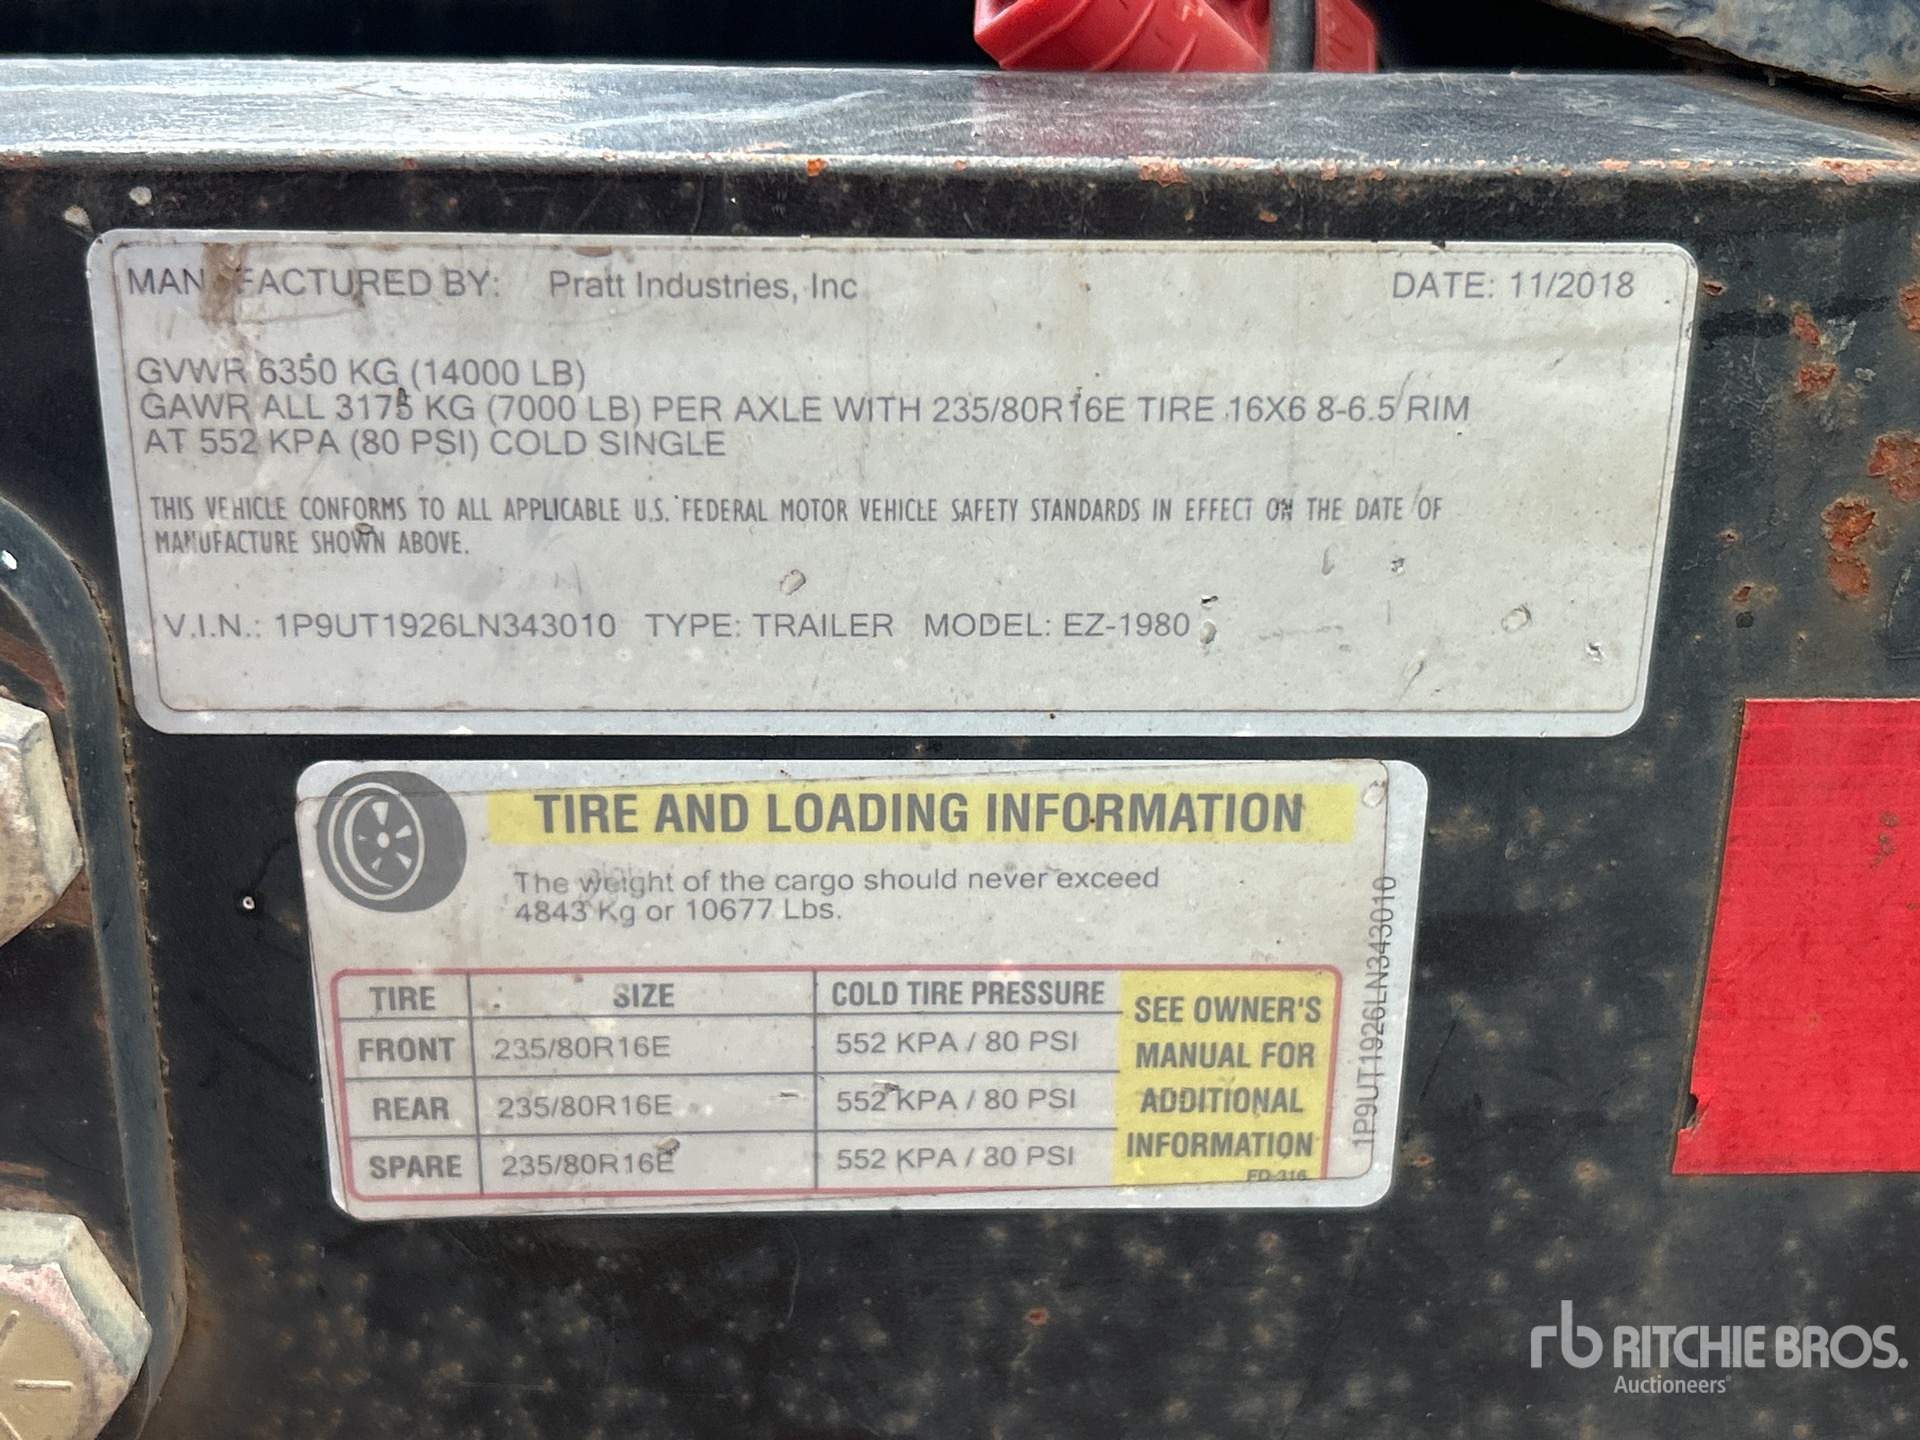 MANUFACTURED BY: Pratt Industries, Inc DATE: 11/2018
GVWR 6350 KG (14000 LB)
GAWR ALL 3175 KG (7000 LB) PER AXLE WITH 235/80R16E TIRE 16X6 8-6.5 RIM
AT 552 KPA (80 PSI) COLD SINGLE
THIS VEHICLE CONFORMS TO ALL APPLICABLE U.S. FEDERAL MOTOR VEHICLE SAFETY STANDARDS IN EFFECT ON THE DATE OF
MANUFACTURE SHOWN ABOVE.
V.I.N.: 1P9UT1926LN343010 TYPE: TRAILER MODEL: EZ-1980
TIRE AND LOADING INFORMATION
The weight of the cargo should never exceed
4843 Kg or 10677 Lbs.
TIRE SIZE COLD TIRE PRESSURE
FRONT 235/80R16E 552 KPA / 80 PSI
REAR 235/80R16E 552 KPA / 80 PSI
SPARE 235/80R16E 552 KPA / 80 PSI
SEE OWNER'S
MANUAL FOR
ADDITIONAL
INFORMATION
FD-316
1P9UT1926LN343010
rb RITCHIE BROS.
Auctioneers